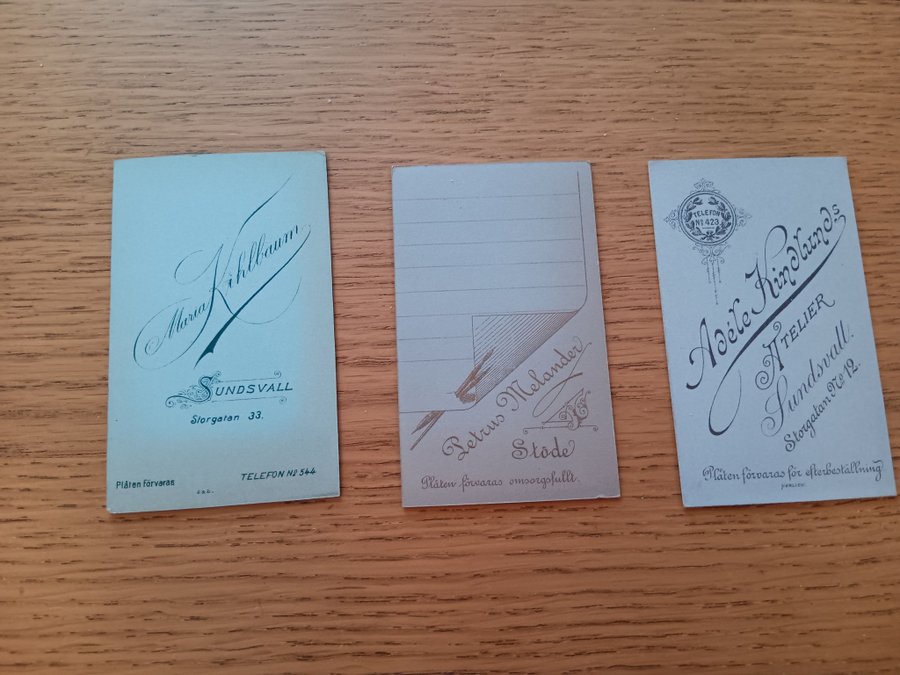 Maria Kihlbaum
SUNDSVALL
Storgatan 33.
Plåten förvaras
TELEFON No 544
Petrus Melander
Stöde
Plåten förvaras omsorgsfullt.
TELEFON
No 423
Adéle Kindlunds
ATELIER
Sundsvall.
Storgatan No 12.
Plåten förvaras för efterbeställning